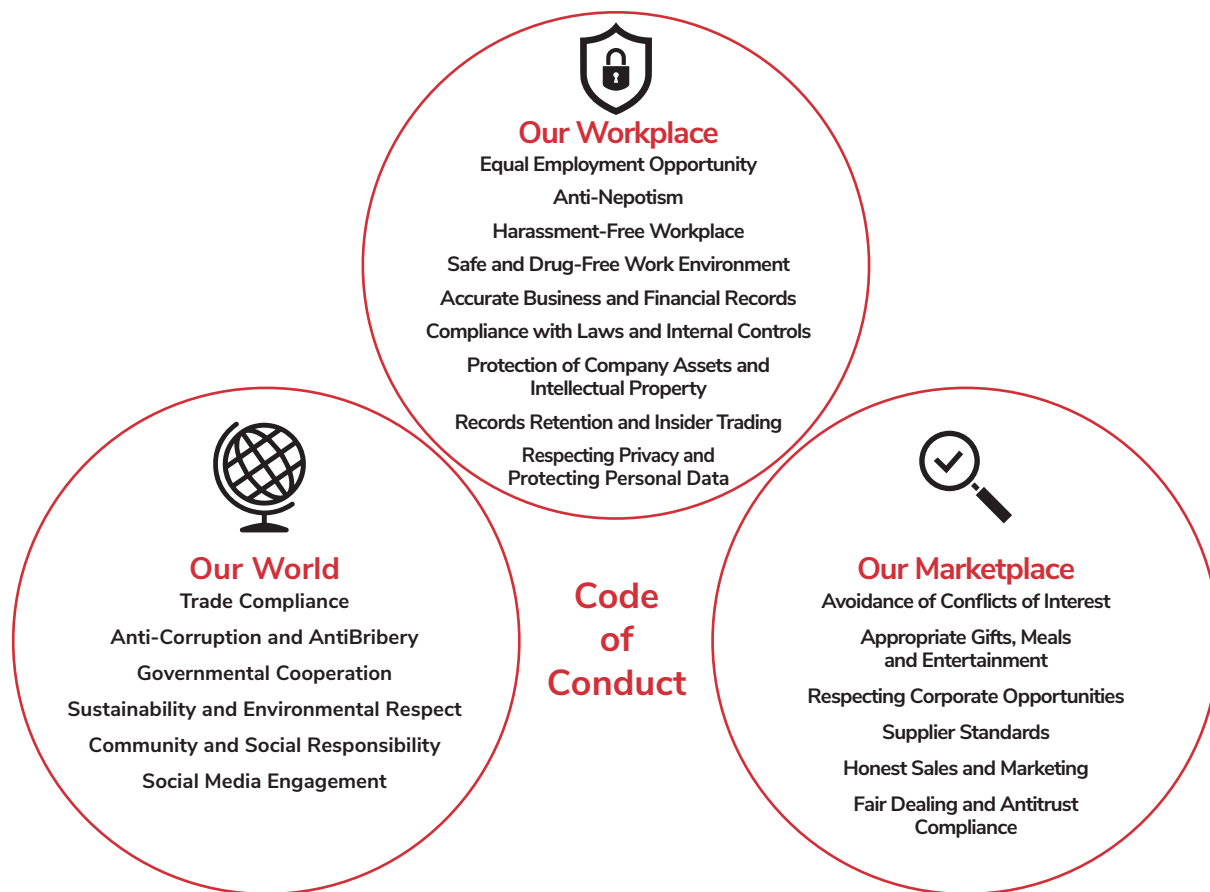 Our Workplace
Equal Employment Opportunity
Anti-Nepotism
Harassment-Free Workplace
Safe and Drug-Free Work Environment
Accurate Business and Financial Records
Compliance with Laws and Internal Controls
Protection of Company Assets and
Intellectual Property
Records Retention and Insider Trading
Respecting Privacy and
Protecting Personal Data
Our World
Trade Compliance
Anti-Corruption and AntiBribery
Governmental Cooperation
Sustainability and Environmental Respect
Community and Social Responsibility
Social Media Engagement
Code
of
Conduct
Our Marketplace
Avoidance of Conflicts of Interest
Appropriate Gifts, Meals
and Entertainment
Respecting Corporate Opportunities
Supplier Standards
Honest Sales and Marketing
Fair Dealing and Antitrust
Compliance